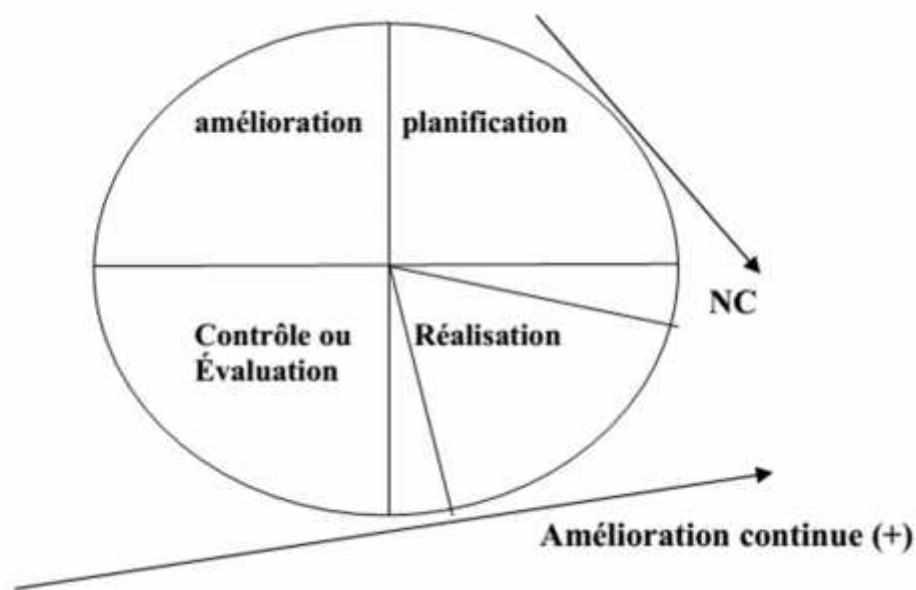 amélioration
planification
NC
Contrôle ou
Évaluation
Réalisation
Amélioration continue (+)